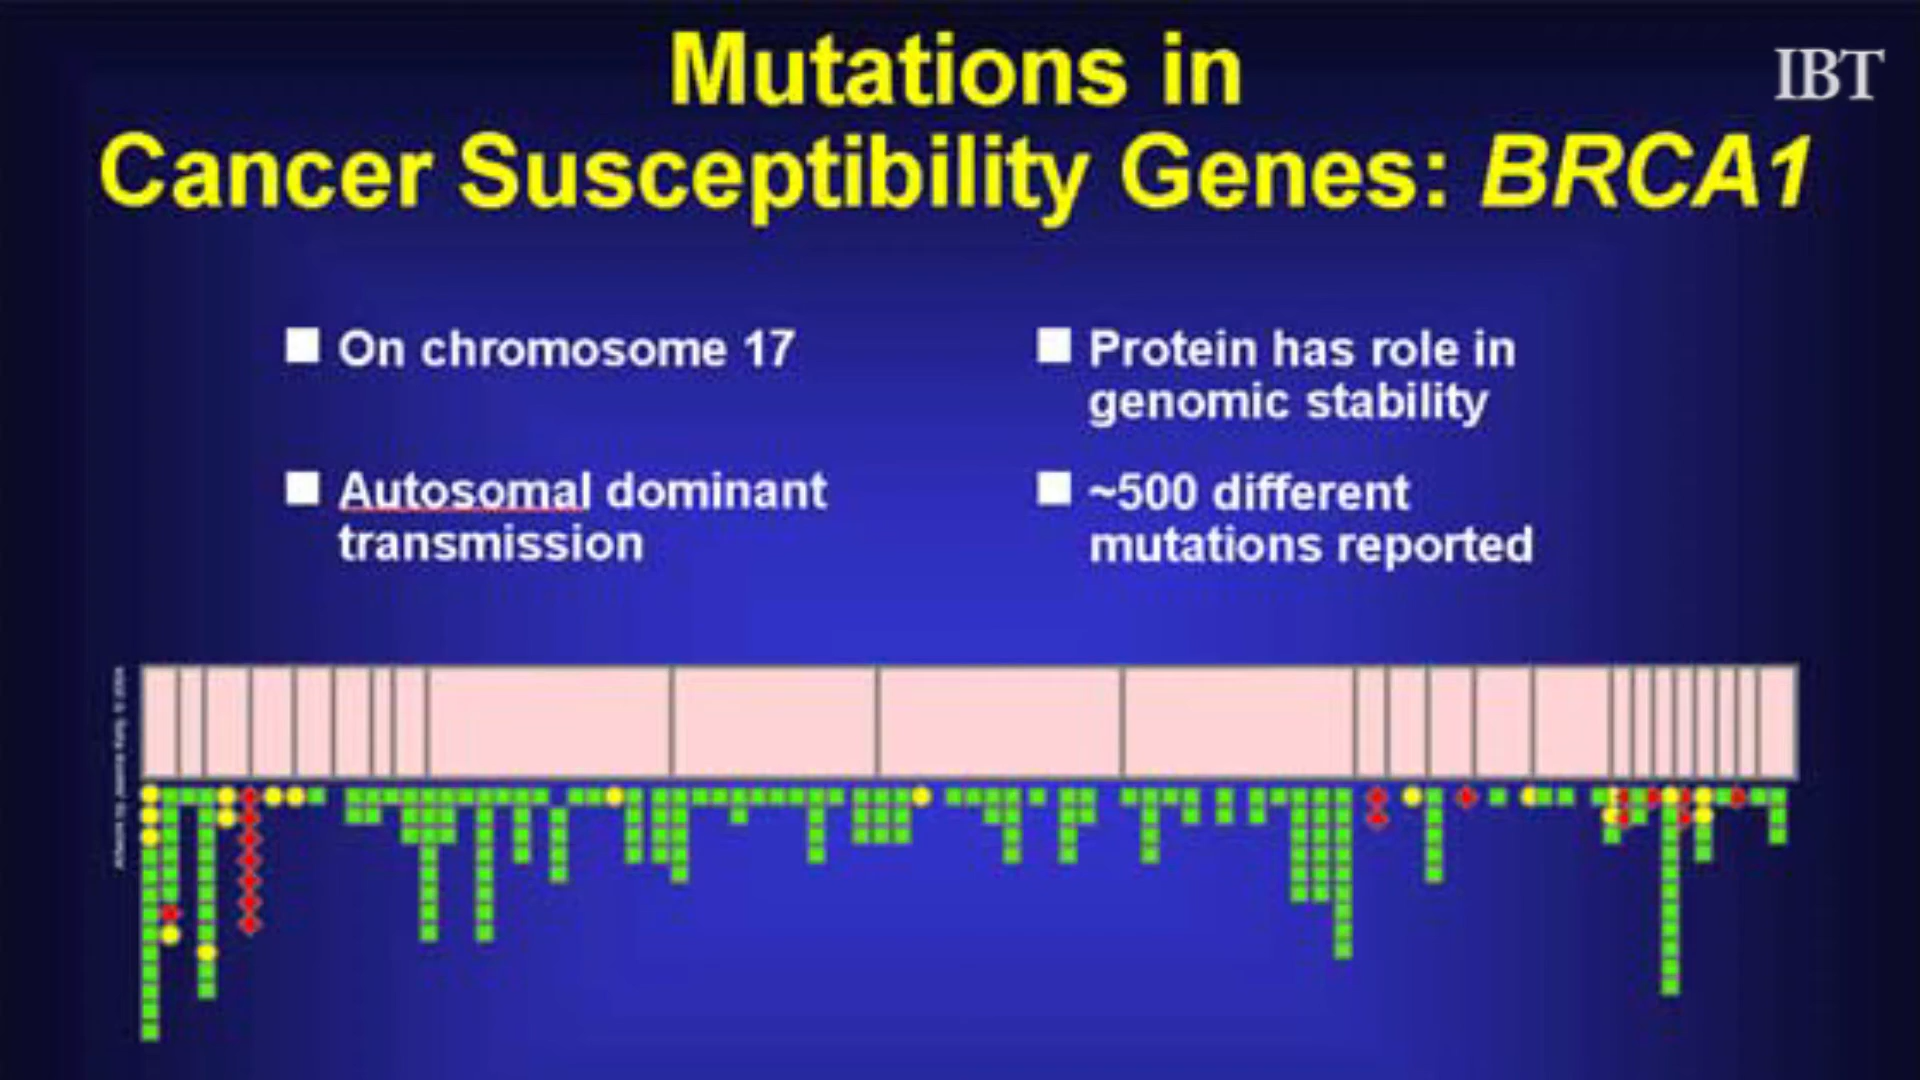 Mutations in
IBT
Cancer Susceptibility Genes: BRCA1
On chromosome 17
Autosomal dominant
transmission
Protein has role in
genomic stability
~500 different
mutations reported